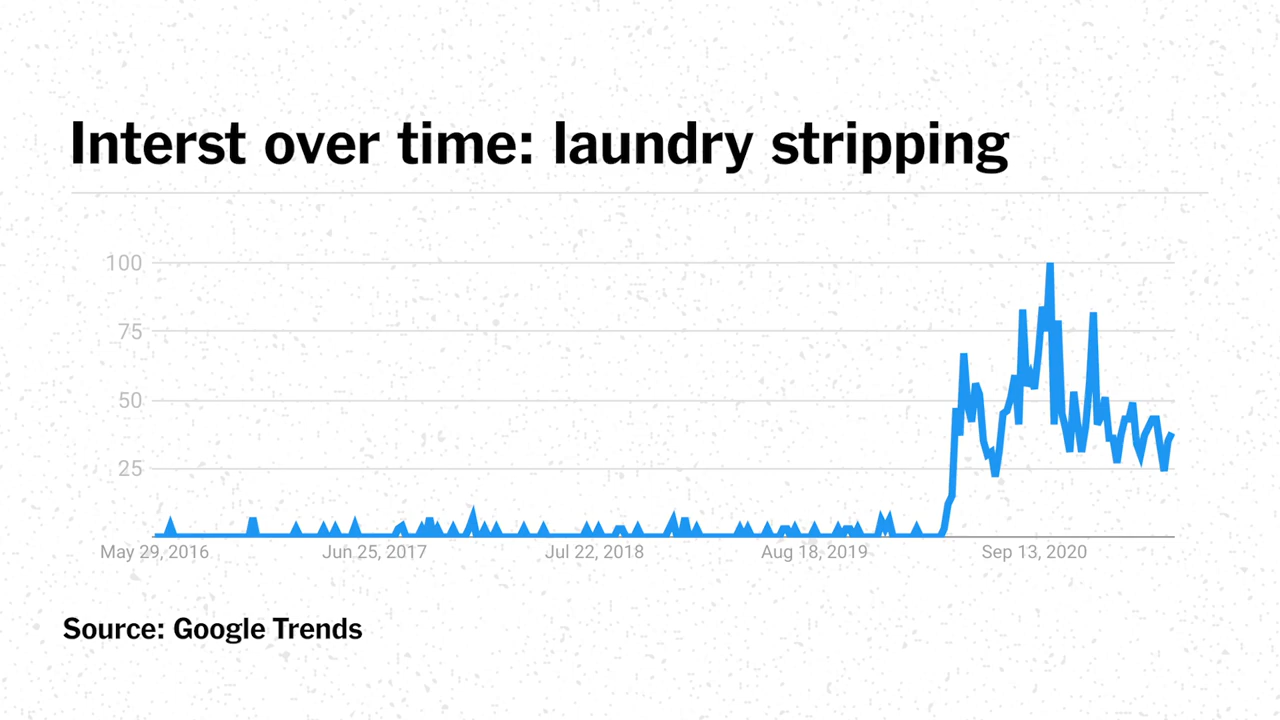 Interst over time: laundry stripping
100
75
50
25
May 29, 2016 Jun 25, 2017 Jul 22, 2018 Aug 18, 2019 Sep 13, 2020
Source: Google Trends